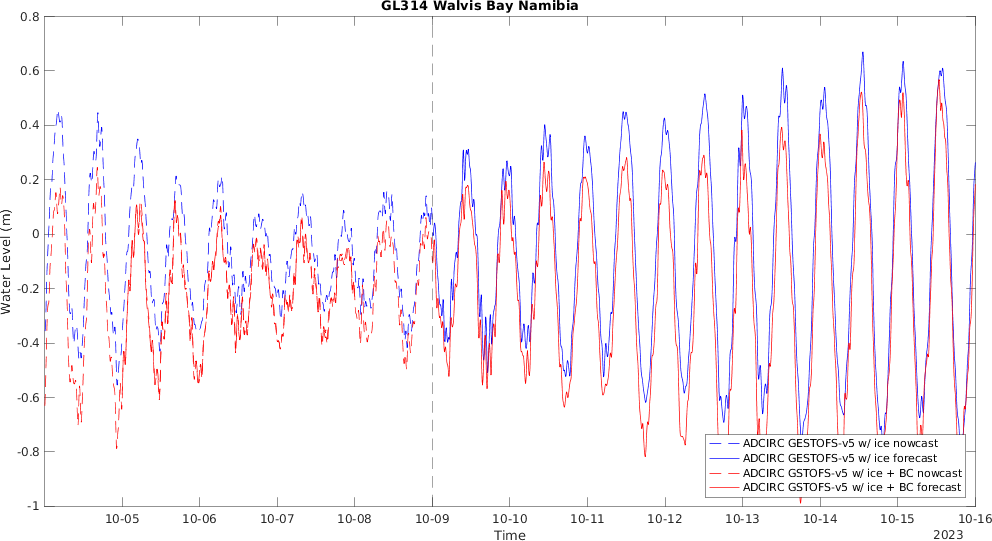 GL314 Walvis Bay Namibia
0.8
0.6
0.4
0.2
0
-0.2
-0.4
-0.6
-0.8
-1
Water Level (m)
10-05 10-06 10-07 10-08 10-09 10-10 10-11 10-12 10-13 10-14 10-15 10-16
Time
2023
ADCIRC GESTOFS-v5 w/ ice nowcast
ADCIRC GESTOFS-v5 w/ ice forecast
ADCIRC GSTOFS-v5 w/ ice + BC nowcast
ADCIRC GSTOFS-v5 w/ ice + BC forecast